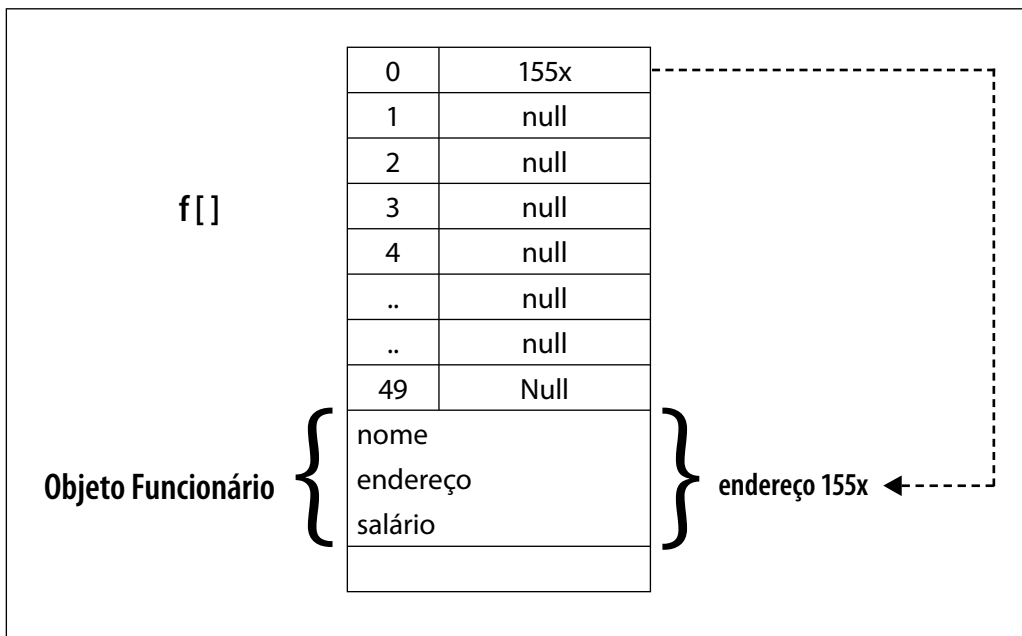 0 155x
1 null
2 null
f[] 3 null
4 null
.. null
.. null
49 Null
nome
Objeto Funcionário endereço endereço 155x
salário